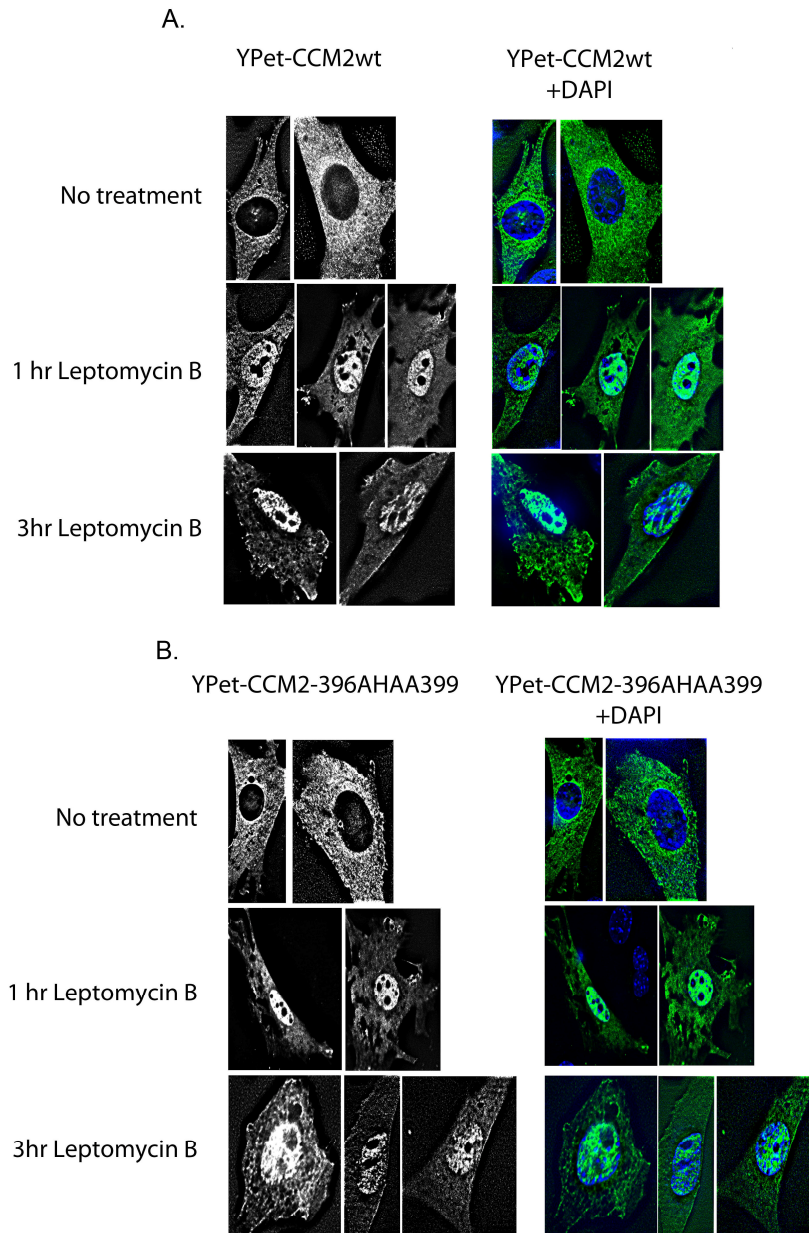 A.
YPet-CCM2wt
YPet-CCM2wt
+DAPI
No treatment
1 hr Leptomycin B
3hr Leptomycin B
B.
YPet-CCM2-396AHAA399
YPet-CCM2-396AHAA399
+DAPI
No treatment
1 hr Leptomycin B
3hr Leptomycin B